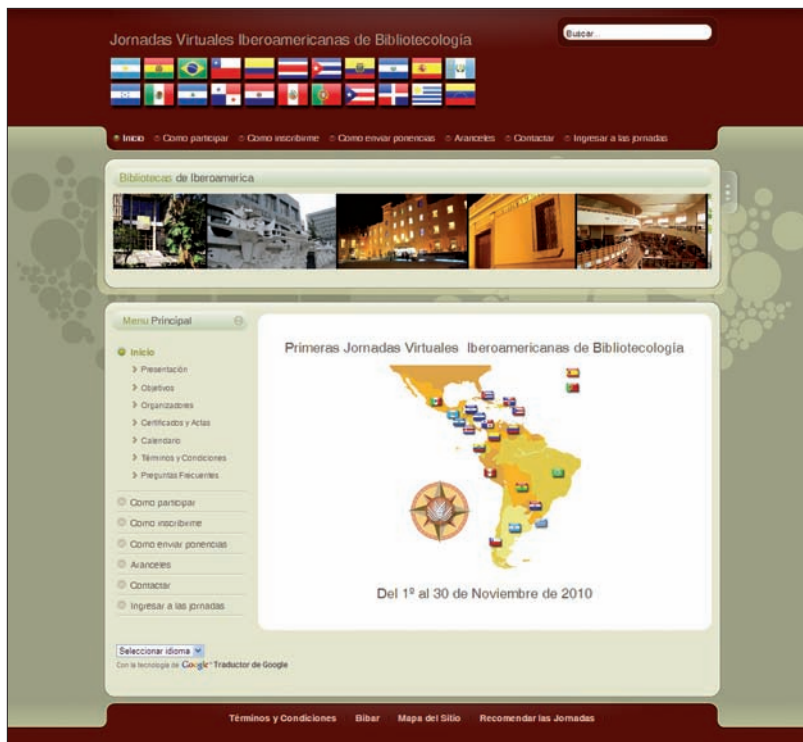 Jornadas Virtuales Iberoamericanas de Bibliotecología
Buscar...
Inicio Como participar Como inscribirme Como enviar ponencias Aranceles Contactar Ingresar a las jornadas
Bibliotecas de Iberoamerica
Menu Principal
Inicio
Presentación
Objetivos
Organizadores
Certificados y Actas
Calendario
Términos y Condiciones
Preguntas Frecuentes
Como participar
Como inscribirme
Como enviar ponencias
Aranceles
Contactar
Ingresar a las jornadas
Primeras Jornadas Virtuales Iberoamericanas de Bibliotecología
Del 1º al 30 de Noviembre de 2010
Seleccionar idioma
Con la tecnología de Google™ Traductor de Google
Términos y Condiciones Bibar Mapa del Sitio Recomendar las Jornadas